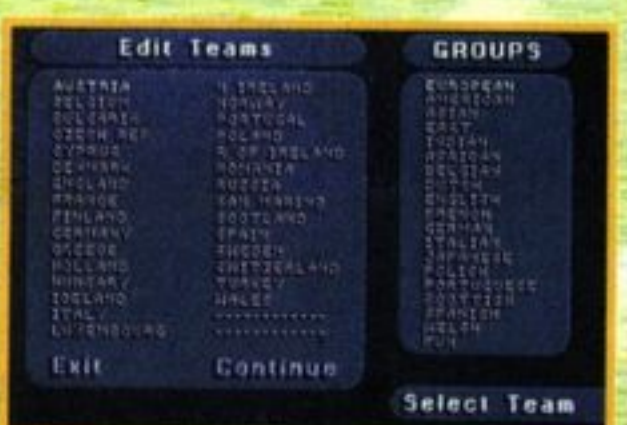 Edit Teams
AUSTRIA
BELGIUM
BULGARIA
CZECH REP
CYPRUS
DENMARK
ENGLAND
FRANCE
FINLAND
GERMANY
GREECE
HOLLAND
HUNGARY
ICELAND
ITALY
LUXEMBOURG
N IRELAND
NORWAY
PORTUGAL
POLAND
R OF IRELAND
ROMANIA
RUSSIA
SAN MARINO
SCOTLAND
SPAIN
SWEDEN
SWITZERLAND
TURKEY
WALES
------------
------------
Exit
Continue
GROUPS
EUROPEAN
AMERICAN
ASIAN
EAST
INDIAN
AFRICAN
BELGIAN
DUTCH
ENGLISH
FRENCH
GERMAN
ITALIAN
JAPANESE
POLISH
PORTUGUESE
SCOTTISH
SPANISH
WELSH
FUN
Select Team